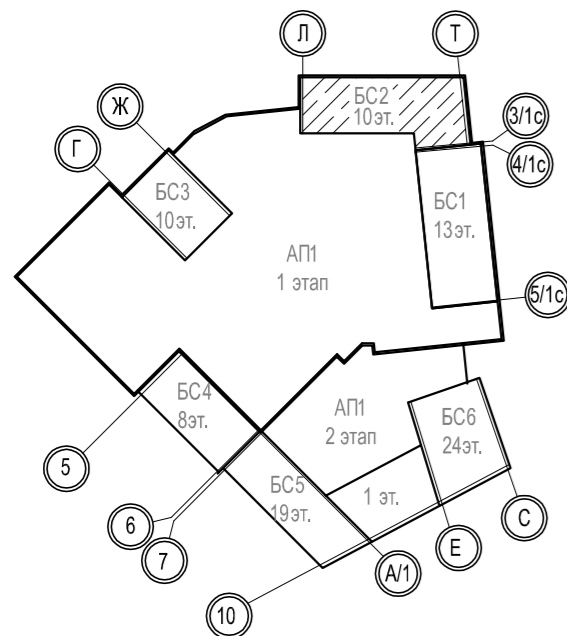 Л
Т
Ж
БС2
10эт.
3/1с
Г
4/1с
БС3
10эт.
БС1
13эт.
АП1
1 этап
5/1с
БС4
8эт.
АП1
2 этап
БС6
24эт.
5
БС5
19эт.
1 эт.
6
7
С
Е
А/1
10